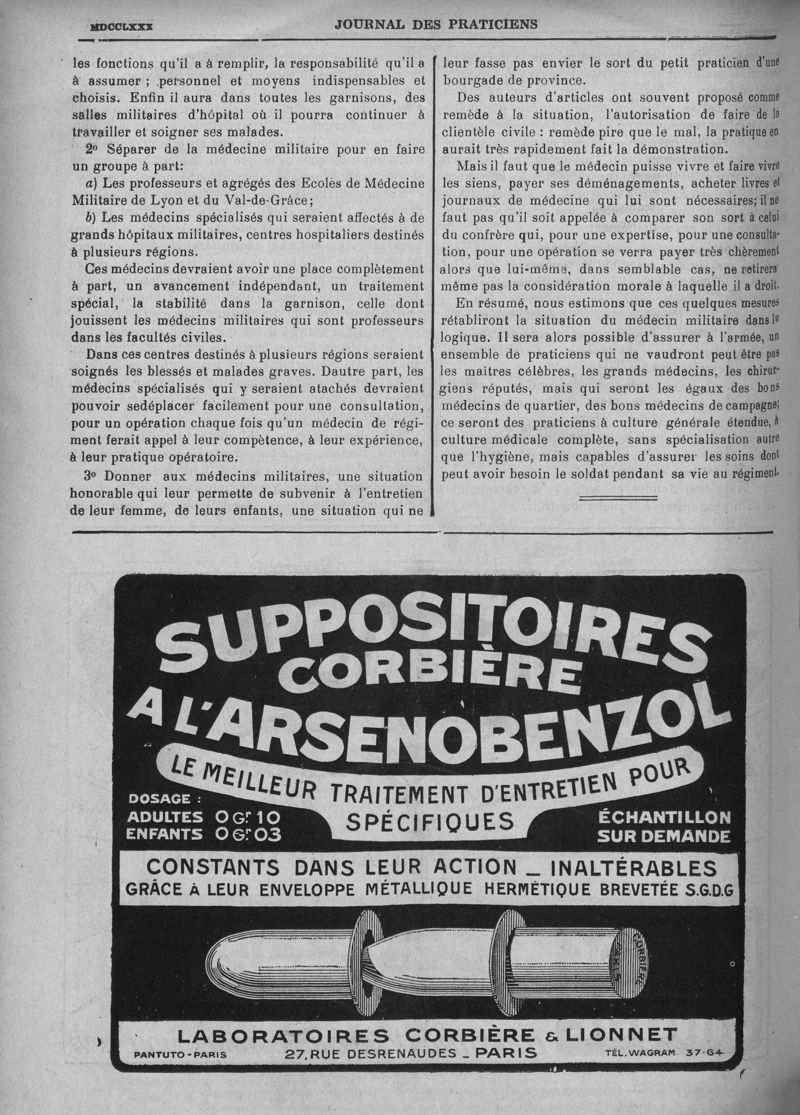 MDCCLXXX
JOURNAL DES PRATICIENS
les fonctions qu'il a à remplir, la responsabilité qu'il a
à assumer ; personnel et moyens indispensables et
choisis. Enfin il aura dans toutes les garnisons, des
salles militaires d'hôpital où il pourra continuer à
travailler et soigner ses malades.
2º Séparer de la médecine militaire pour en faire
un groupe à part:
a) Les professeurs et agrégés des Ecoles de Médecine
Militaire de Lyon et du Val-de-Grâce;
b) Les médecins spécialisés qui seraient affectés à de
grands hôpitaux militaires, centres hospitaliers destinés
à plusieurs régions.
Ces médecins devraient avoir une place complètement
à part, un avancement indépendant, un traitement
spécial, la stabilité dans la garnison, celle dont
jouissent les médecins militaires qui sont professeurs
dans les facultés civiles.
Dans ces centres destinés à plusieurs régions seraient
soignés les blessés et malades graves. Dautre part, les
médecins spécialisés qui y seraient atachés devraient
pouvoir sedéplacer facilement pour une consultation,
pour un opération chaque fois qu'un médecin de régi-
ment ferait appel à leur compétence, à leur expérience,
à leur pratique opératoire.
3º Donner aux médecins militaires, une situation
honorable qui leur permette de subvenir à l'entretien
de leur femme, de leurs enfants, une situation qui ne
leur fasse pas envier le sort du petit praticien d'une
bourgade de province.
Des auteurs d'articles ont souvent proposé comme
remède à la situation, l'autorisation de faire de la
clientèle civile : remède pire que le mal, la pratique en
aurait très rapidement fait la démonstration.
Mais il faut que le médecin puisse vivre et faire vivre
les siens, payer ses déménagements, acheter livres et
journaux de médecine qui lui sont nécessaires; il ne
faut pas qu'il soit appelée à comparer son sort à celui
du confrère qui, pour une expertise, pour une consulta-
tion, pour une opération se verra payer très chèrement
alors que lui-même, dans semblable cas, ne retirera
même pas la considération morale à laquelle il a droit.
En résumé, nous estimons que ces quelques mesures
rétabliront la situation du médecin militaire dans le
logique. Il sera alors possible d'assurer à l'armée, un
ensemble de praticiens qui ne vaudront peut être pas
les maîtres célèbres, les grands médecins, les chirur-
giens réputés, mais qui seront les égaux des bons
médecins de quartier, des bons médecins de campagne;
ce seront des praticiens à culture générale étendue, à
culture médicale complète, sans spécialisation autre
que l'hygiène, mais capables d'assurer les soins dont
peut avoir besoin le soldat pendant sa vie au régiment.
SUPPOSITOIRES
CORBIÈRE
A L'ARSENOBENZOL
LE MEILLEUR TRAITEMENT D'ENTRETIEN POUR
SPÉCIFIQUES
DOSAGE :
ADULTES 0 Gr 10
ENFANTS 0 Gr 03
ÉCHANTILLON
SUR DEMANDE
CONSTANTS DANS LEUR ACTION _ INALTÉRABLES
GRÂCE A LEUR ENVELOPPE MÉTALLIQUE HERMÉTIQUE BREVETÉE S.G.D.G
CORBIÈRE
LABORATOIRES CORBIÈRE & LIONNET
PANTUTO-PARIS
27, RUE DESRENAUDES _ PARIS
TÉL. WAGRAM 37-64